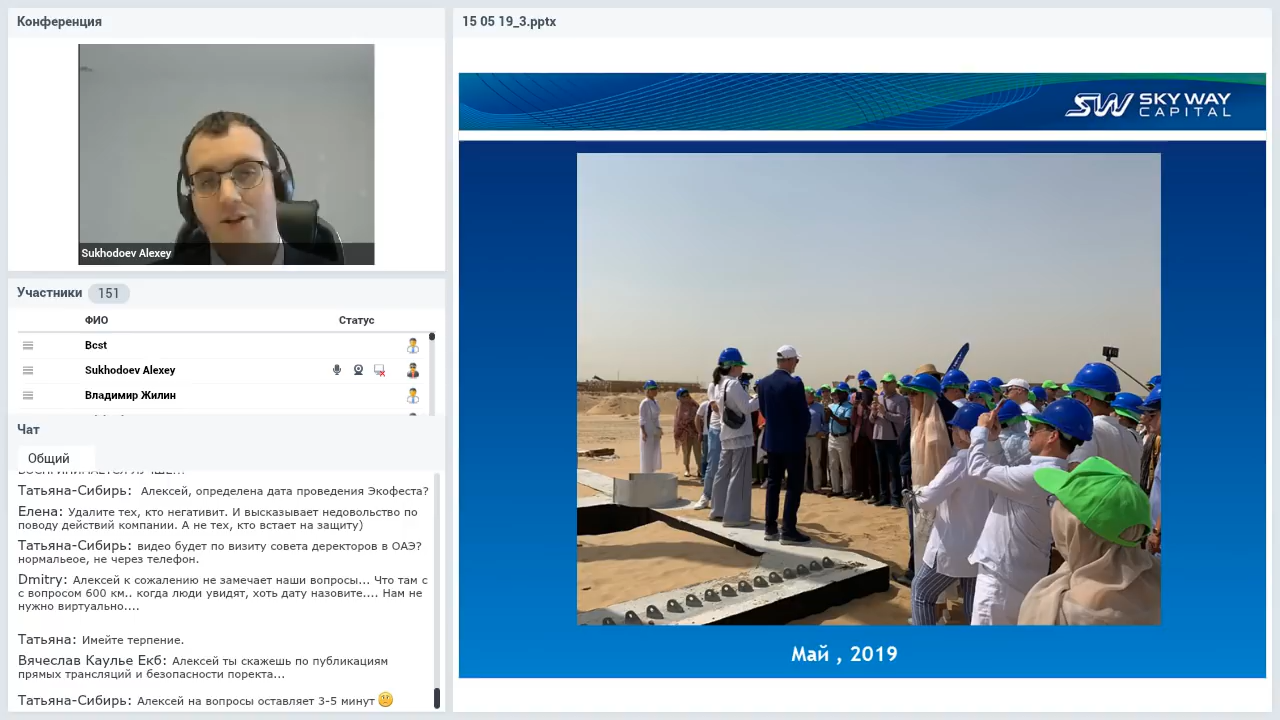 Конференция
Sukhodoev Alexey
Участники 151
ФИО Статус
Bcst
Sukhodoev Alexey
Владимир Жилин
Чат
Общий
Татьяна-Сибирь: Алексей, определена дата проведения Экофеста?
Елена: Удалите тех, кто негативит. И высказывает недовольство по
поводу действий компании. А не тех, кто встает на защиту)
Татьяна-Сибирь: видео будет по визиту совета деректоров в ОАЭ?
нормальеое, не через телефон.
Dmitry: Алексей к сожалению не замечает наши вопросы... Что там с
с вопросом 600 км.. когда люди увидят, хоть дату назовите.... Нам не
нужно виртуально....
Татьяна: Имейте терпение.
Вячеслав Каулье Екб: Алексей ты скажешь по публикациям
прямых трансляций и безопасности поректа...
Татьяна-Сибирь: Алексей на вопросы оставляет 3-5 минут
15 05 19_3.pptx
SW SKY WAY
CAPITAL
Май , 2019